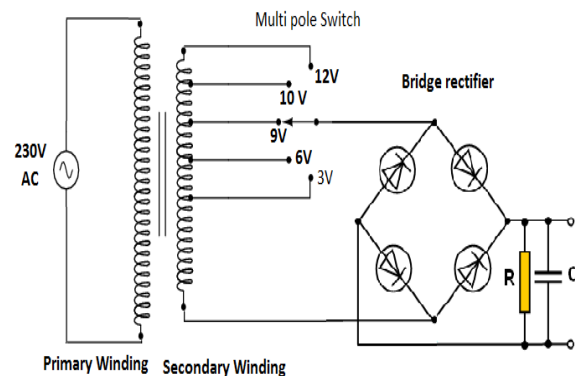 Multi pole Switch
12V
Bridge rectifier
10 V
9V
230V
AC
6V
3V
R
C
Primary Winding
Secondary Winding